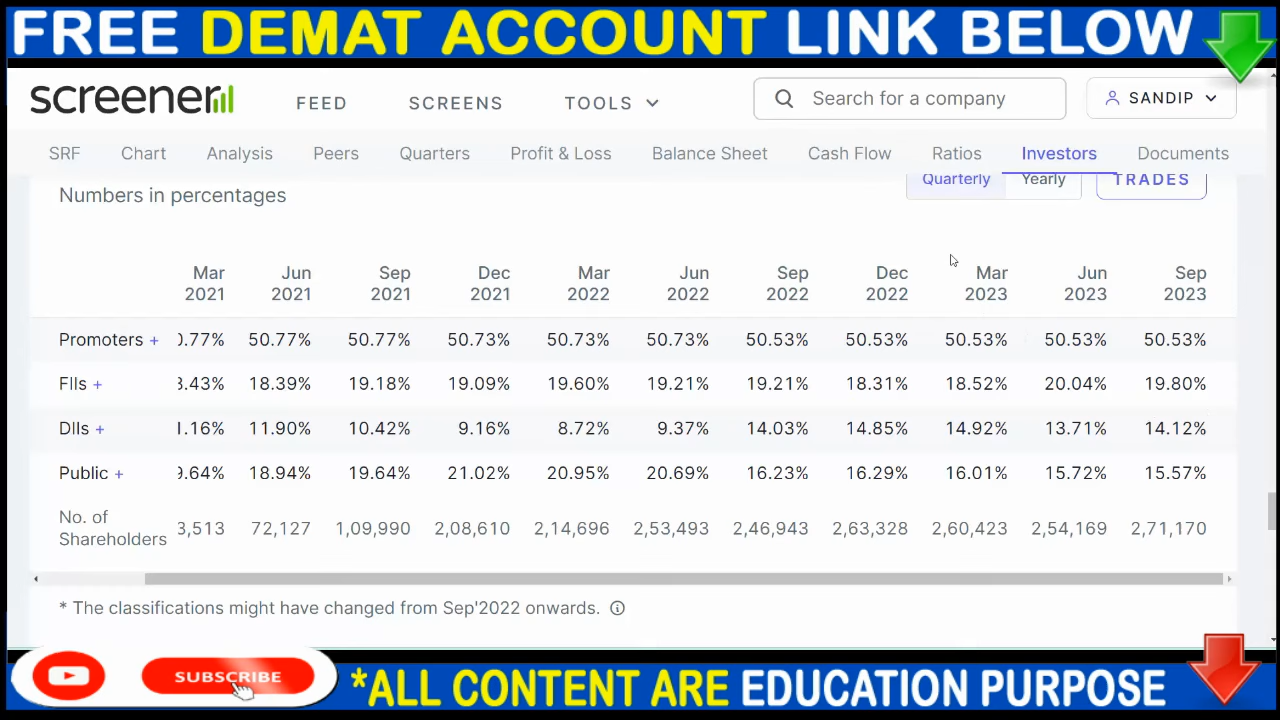 FREE DEMAT ACCOUNT LINK BELOW
screener
FEED SCREENS TOOLS
Search for a company
SANDIP
SRF Chart Analysis Peers Quarters Profit & Loss Balance Sheet Cash Flow Ratios Investors Documents
Numbers in percentages
Quarterly Yearly TRADES
Mar 2021 Jun 2021 Sep 2021 Dec 2021 Mar 2022 Jun 2022 Sep 2022 Dec 2022 Mar 2023 Jun 2023 Sep 2023
Promoters + .77% 50.77% 50.77% 50.73% 50.73% 50.73% 50.53% 50.53% 50.53% 50.53% 50.53%
FIIs + .43% 18.39% 19.18% 19.09% 19.60% 19.21% 19.21% 18.31% 18.52% 20.04% 19.80%
DIIs + .16% 11.90% 10.42% 9.16% 8.72% 9.37% 14.03% 14.85% 14.92% 13.71% 14.12%
Public + .64% 18.94% 19.64% 21.02% 20.95% 20.69% 16.23% 16.29% 16.01% 15.72% 15.57%
No. of
Shareholders 3,513 72,127 1,09,990 2,08,610 2,14,696 2,53,493 2,46,943 2,63,328 2,60,423 2,54,169 2,71,170
* The classifications might have changed from Sep'2022 onwards.
SUBSCRIBE
*ALL CONTENT ARE EDUCATION PURPOSE